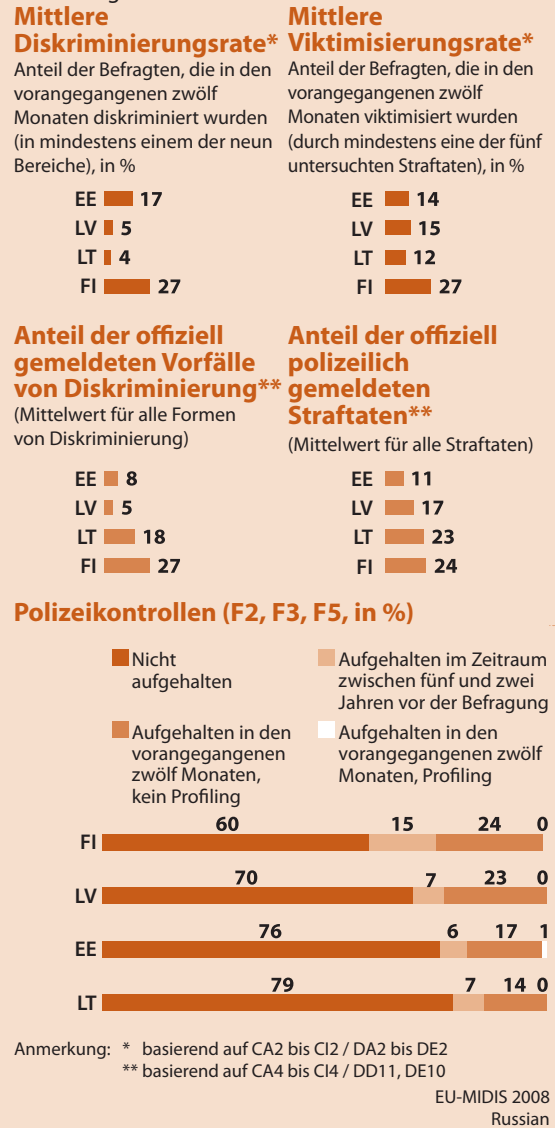 Mittlere
Diskriminierungsrate*
Anteil der Befragten, die in den
vorangegangenen zwölf
Monaten diskriminiert wurden
(in mindestens einem der neun
Bereiche), in %
EE 17
LV 5
LT 4
FI 27
Mittlere
Viktimisierungsrate*
Anteil der Befragten, die in den
vorangegangenen zwölf
Monaten viktimisiert wurden
(durch mindestens eine der fünf
untersuchten Straftaten), in %
EE 14
LV 15
LT 12
FI 27
Anteil der offiziell
gemeldeten Vorfälle
von Diskriminierung**
(Mittelwert für alle Formen
von Diskriminierung)
EE 8
LV 5
LT 18
FI 27
Anteil der offiziell
polizeilich
gemeldeten
Straftaten**
(Mittelwert für alle Straftaten)
EE 11
LV 17
LT 23
FI 24
Polizeikontrollen (F2, F3, F5, in %)
Nicht
aufgehalten
Aufgehalten im Zeitraum
zwischen fünf und zwei
Jahren vor der Befragung
Aufgehalten in den
vorangegangenen
zwölf Monaten,
kein Profiling
Aufgehalten in den
vorangegangenen zwölf
Monaten, Profiling
FI 60 15 24 0
LV 70 7 23 0
EE 76 6 17 1
LT 79 7 14 0
Anmerkung: * basierend auf CA2 bis CI2 / DA2 bis DE2
** basierend auf CA4 bis CI4 / DD11, DE10
EU-MIDIS 2008
Russian